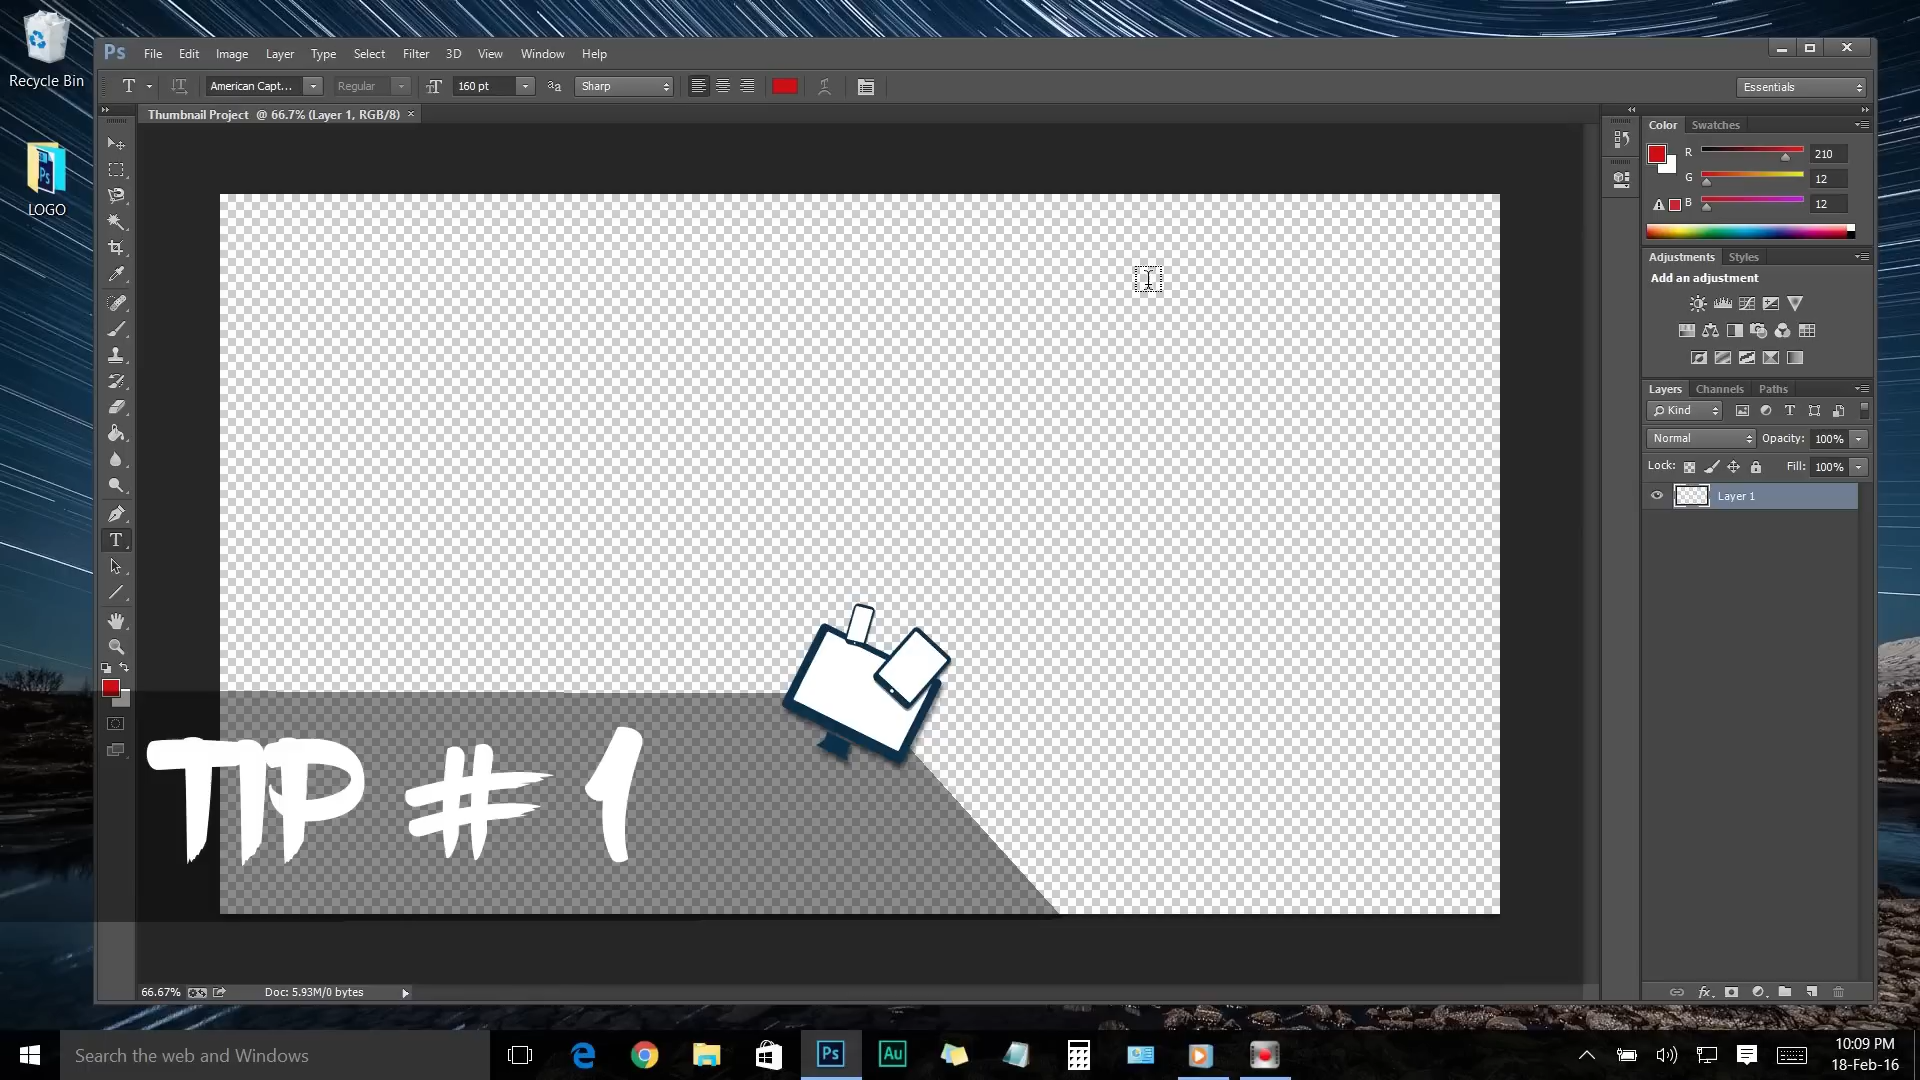 Recycle Bin
LOGO
Ps File Edit Image Layer Type Select Filter 3D View Window Help
T American Capt... Regular 160 pt Sharp Essentials
Thumbnail Project @ 66.7% (Layer 1, RGB/8) ×
Color Swatches
R 210
G 12
B 12
Adjustments Styles
Add an adjustment
Layers Channels Paths
Kind
Normal Opacity: 100%
Lock: Fill: 100%
Layer 1
TIP # 1
66.67% Doc: 5.93M/0 bytes
fx
Search the web and Windows
Ps
Au
10:09 PM
18-Feb-16